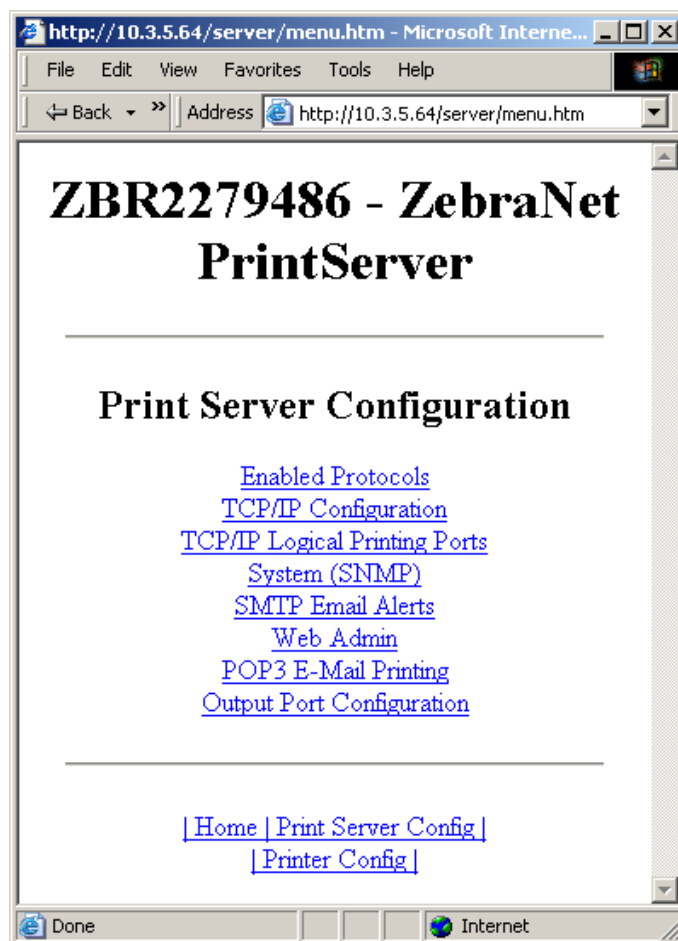 http://10.3.5.64/server/menu.htm - Microsoft Interne...
File Edit View Favorites Tools Help
Back » Address http://10.3.5.64/server/menu.htm
ZBR2279486 - ZebraNet
PrintServer
Print Server Configuration
Enabled Protocols
TCP/IP Configuration
TCP/IP Logical Printing Ports
System (SNMP)
SMTP Email Alerts
Web Admin
POP3 E-Mail Printing
Output Port Configuration
| Home | Print Server Config |
| Printer Config |
Done Internet